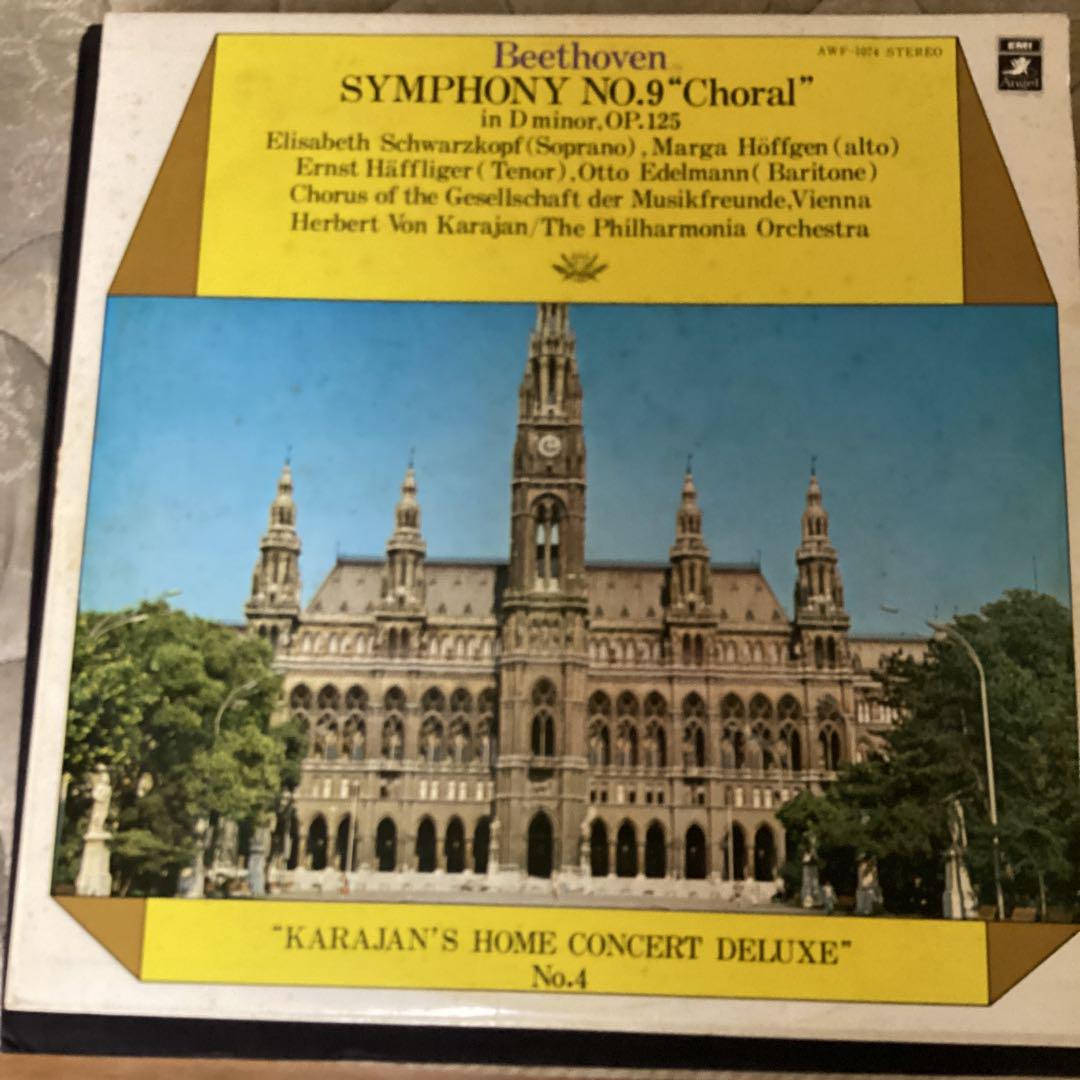 Beethoven
AWF-1074 STEREO
EMI
Angel
SYMPHONY NO.9 “Choral”
in D minor, OP.125
Elisabeth Schwarzkopf (Soprano), Marga Höffgen (alto)
Ernst Häffliger (Tenor), Otto Edelmann (Baritone)
Chorus of the Gesellschaft der Musikfreunde, Vienna
Herbert Von Karajan/The Philharmonia Orchestra
“KARAJAN'S HOME CONCERT DELUXE”
No.4